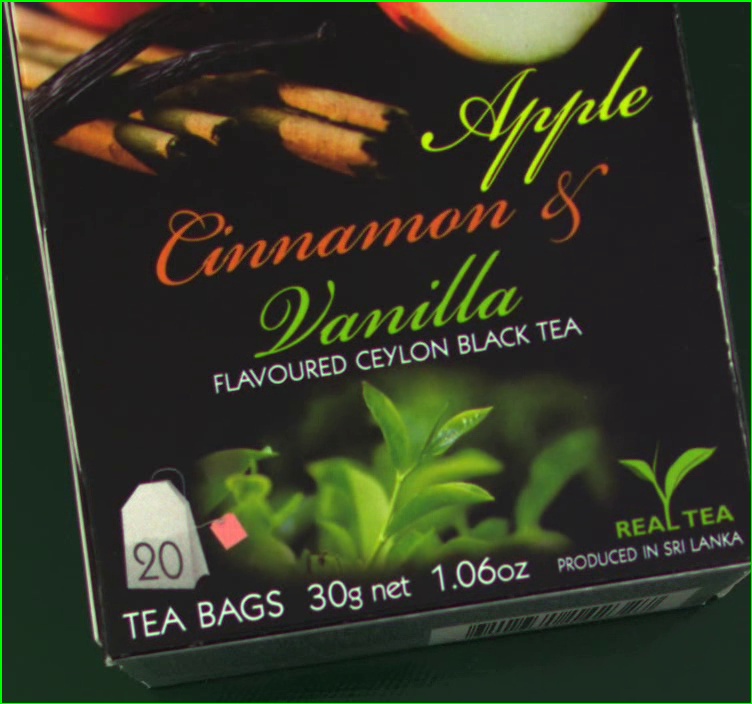 Apple
Cinnamon &
Vanilla
FLAVOURED CEYLON BLACK TEA
20
TEA BAGS 30g net 1.06oz
REAL TEA
PRODUCED IN SRI LANKA